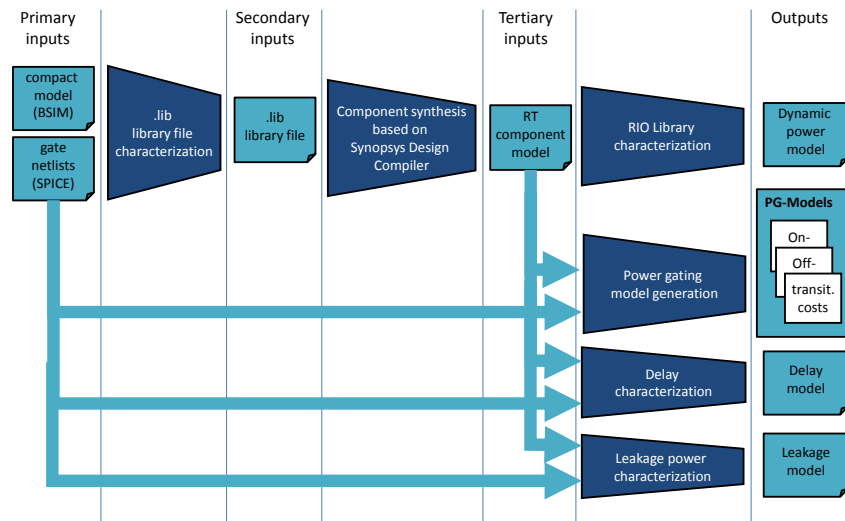 Primary
inputs
Secondary
inputs
Tertiary
inputs
Outputs
compact
model
(BSIM)
gate
netlists
(SPICE)
.lib
library file
characterization
.lib
library file
Component synthesis
based on
Synopsys Design
Compiler
RT
component
model
RIO Library
characterization
Dynamic
power
model
PG-Models
On-
Off-
transit.
costs
Power gating
model generation
Delay
characterization
Delay
model
Leakage power
characterization
Leakage
model